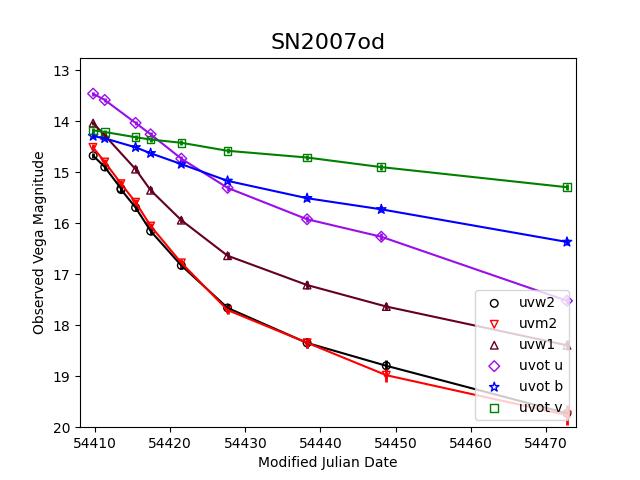 SN2007od
Observed Vega Magnitude
13
14
15
16
17
18
19
20
uvw2
uvm2
uvw1
uvot u
uvot b
uvot v
54410 54420 54430 54440 54450 54460 54470
Modified Julian Date